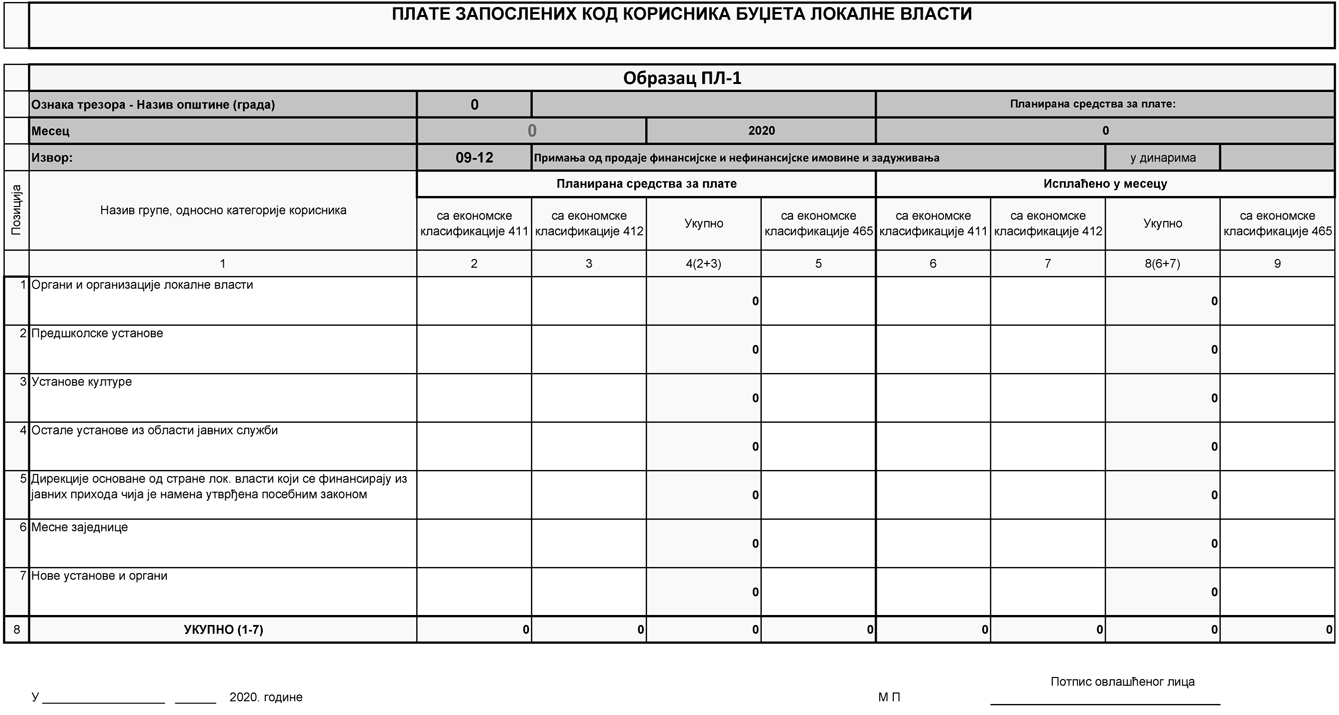 ПЛАТЕ ЗАПОСЛЕНИХ КОД КОРИСНИКА БУЏЕТА ЛОКАЛНЕ ВЛАСТИ
Образац ПЛ-1
Ознака трезора - Назив општине (града) 0 Планирана средства за плате:
Месец 0 2020 0
Извор: 09-12 Примања од продаје финансијске и нефинансијске имовине и задуживања у динарима
Позиција
Назив групе, односно категорије корисника
Планирана средства за плате Исплаћено у месецу
са економске са економске Укупно са економске са економске са економске Укупно са економске
класификације 411 класификације 412 класификације 465 класификације 411 класификације 412 класификације 465
1 2 3 4(2+3) 5 6 7 8(6+7) 9
1 Органи и организације локалне власти
0 0
2 Предшколске установе
0 0
3 Установе културе
0 0
4 Остале установе из области јавних служби
0 0
5 Дирекције основане од стране лок. власти који се финансирају из
јавних прихода чија је намена утврђена посебним законом
0 0
6 Месне заједнице
0 0
7 Нове установе и органи
0 0
8 УКУПНО (1-7) 0 0 0 0 0 0 0 0
Потпис овлашћеног лица
У ____________ ____ 2020. године М П ____________